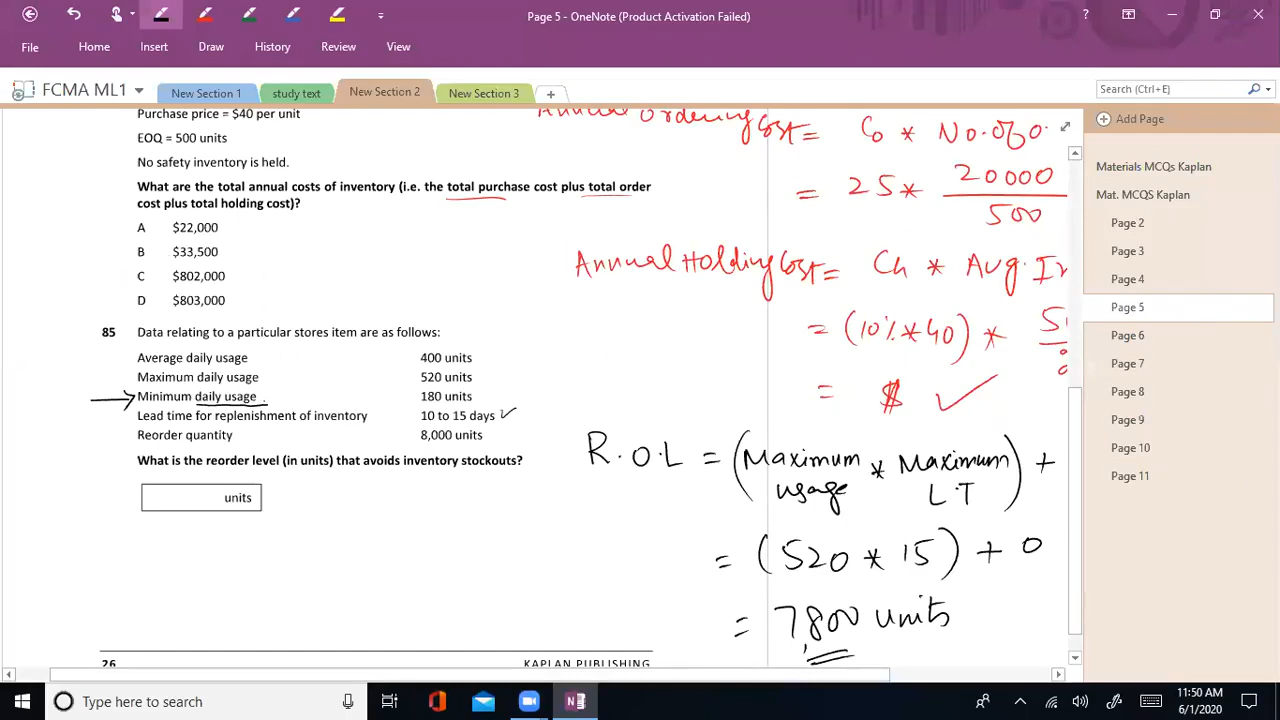 Page 5 - OneNote (Product Activation Failed)
File Home Insert Draw History Review View
FCMA ML1 New Section 1 study text New Section 2 New Section 3
Search (Ctrl+E)
Add Page
Materials MCQs Kaplan
Mat. MCQS Kaplan
Page 2
Page 3
Page 4
Page 5
Page 6
Page 7
Page 8
Page 9
Page 10
Page 11
Purchase price = $40 per unit
EOQ = 500 units
No safety inventory is held.
What are the total annual costs of inventory (i.e. the total purchase cost plus total order
cost plus total holding cost)?
A $22,000
B $33,500
C $802,000
D $803,000
85 Data relating to a particular stores item are as follows:
Average daily usage 400 units
Maximum daily usage 520 units
Minimum daily usage 180 units
Lead time for replenishment of inventory 10 to 15 days ✓
Reorder quantity 8,000 units
What is the reorder level (in units) that avoids inventory stockouts?
units
26 KAPLAN PUBLISHING
Annual Ordering Cost = Co * No. of o.
= 25 * 20000
500
Annual Holding Cost = Ch * Avg. In
= (10% * 40) *
= $ ✓
R.O.L = (Maximum usage * Maximum L.T) +
= (520 * 15) + 0
= 7,800 units
Type here to search
11:50 AM
6/1/2020